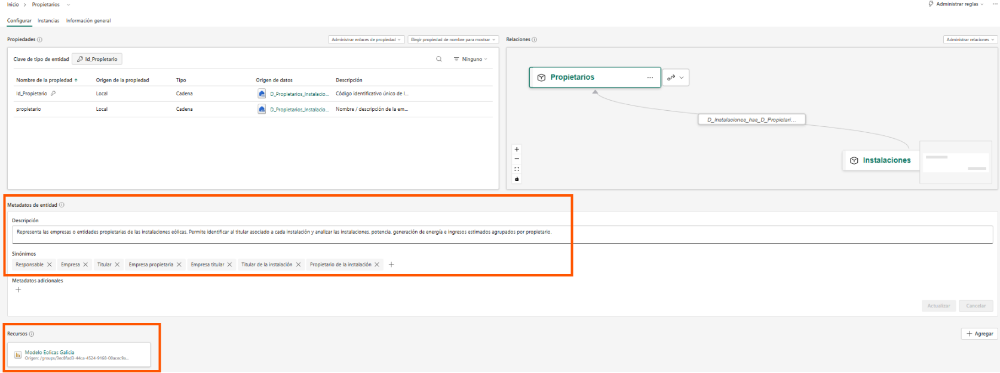 Inicio > Propietarios
Administrar reglas
Configurar Instancias Información general
Propiedades
Administrar enlaces de propiedad
Elegir propiedad de nombre para mostrar
Clave de tipo de entidad
Id_Propietario
Ninguno
Nombre de la propiedad ↑ Origen de la propiedad Tipo Origen de datos Descripción
Id_Propietario Local Cadena D_Propietarios_Instalacio... Código identificativo único de l...
propietario Local Cadena D_Propietarios_Instalacio... Nombre / descripción de la em...
Relaciones
Administrar relaciones
Propietarios ...
D_Instalaciones_has_D_Propietari...
Instalaciones
Metadatos de entidad
Descripción
Representa las empresas o entidades propietarias de las instalaciones eólicas. Permite identificar al titular asociado a cada instalación y analizar las instalaciones, potencia, generación de energía e ingresos estimados agrupados por propietario.
Sinónimos
Responsable Empresa Titular Empresa propietaria Empresa titular Titular de la instalación Propietario de la instalación
Metadatos adicionales
Actualizar Cancelar
Recursos
Agregar
Modelo Eolicas Galicia
Origen: /groups/3ec8fad3-44ca-4524-9168-00acec9a...